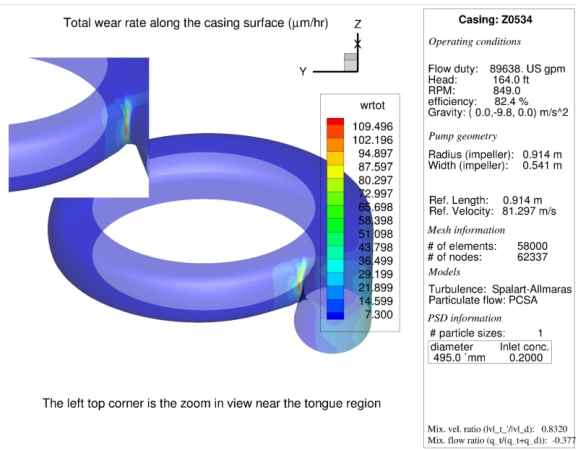 Total wear rate along the casing surface (μm/hr)
Z
X
Y
wrtot
109.496
102.196
94.897
87.597
80.297
72.997
65.698
58.398
51.098
43.798
36.499
29.199
21.899
14.599
7.300
The left top corner is the zoom in view near the tongue region
Casing: Z0534
Operating conditions
Flow duty: 89638. US gpm
Head: 164.0 ft
RPM: 849.0
efficiency: 82.4 %
Gravity: ( 0.0,-9.8, 0.0) m/s^2
Pump geometry
Radius (impeller): 0.914 m
Width (impeller): 0.541 m
Ref. Length: 0.914 m
Ref. Velocity: 81.297 m/s
Mesh information
# of elements: 58000
# of nodes: 62337
Models
Turbulence: Spalart-Allmaras
Particulate flow: PCSA
PSD information
# particle sizes: 1
diameter Inlet conc.
495.0 `mm 0.2000
Mix. vel. ratio (|v|_t_'/|v|_d): 0.8320
Mix. flow ratio (q_t/(q_t+q_d)): -0.377